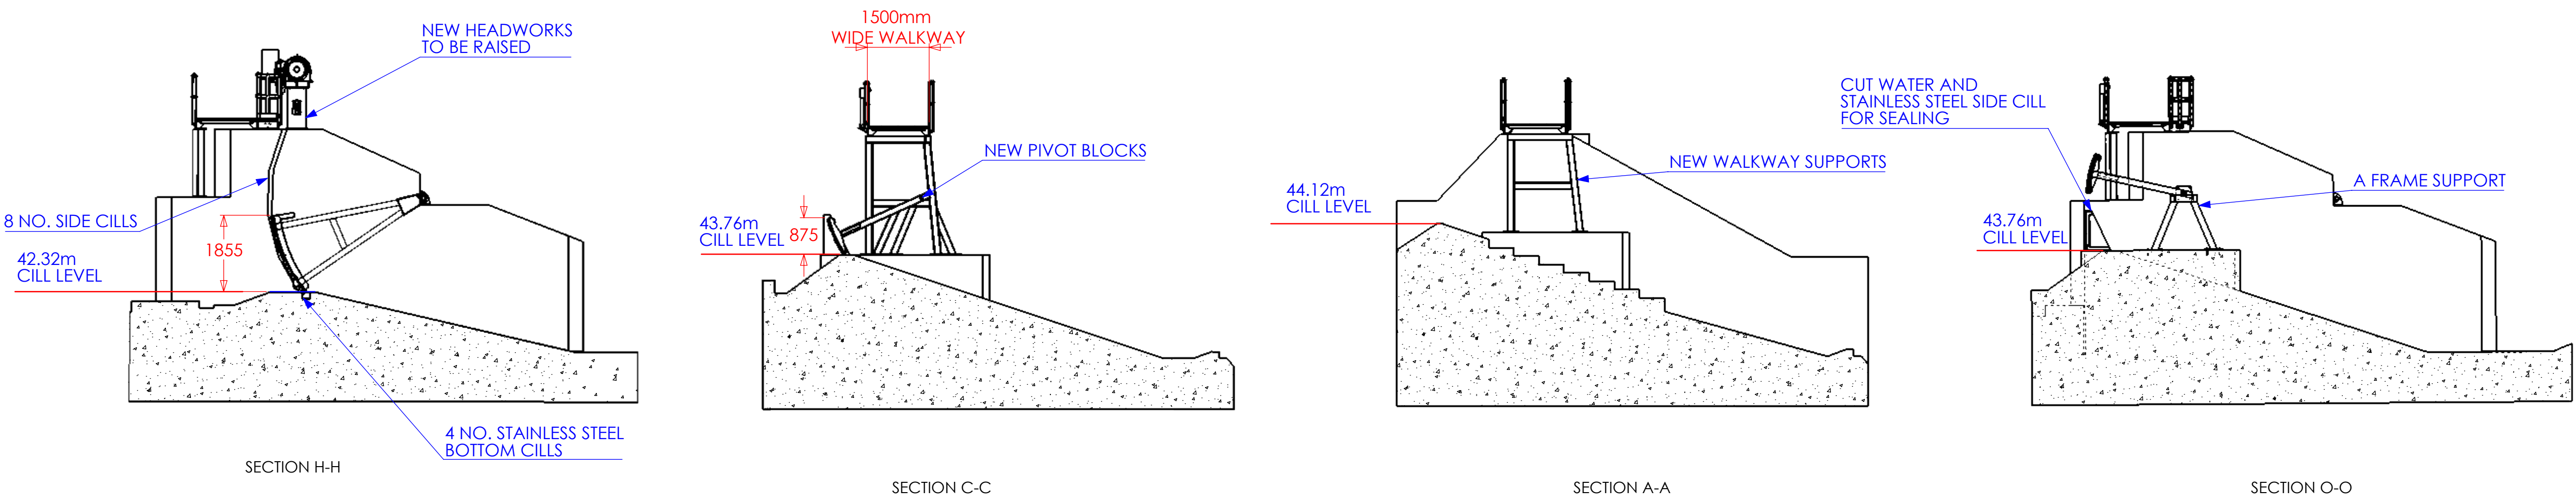 NEW HEADWORKS
TO BE RAISED
8 NO. SIDE CILLS
1855
42.32m
CILL LEVEL
4 NO. STAINLESS STEEL
BOTTOM CILLS
SECTION H-H
1500mm
WIDE WALKWAY
NEW PIVOT BLOCKS
43.76m
CILL LEVEL
875
SECTION C-C
NEW WALKWAY SUPPORTS
44.12m
CILL LEVEL
SECTION A-A
CUT WATER AND
STAINLESS STEEL SIDE CILL
FOR SEALING
A FRAME SUPPORT
43.76m
CILL LEVEL
SECTION O-O